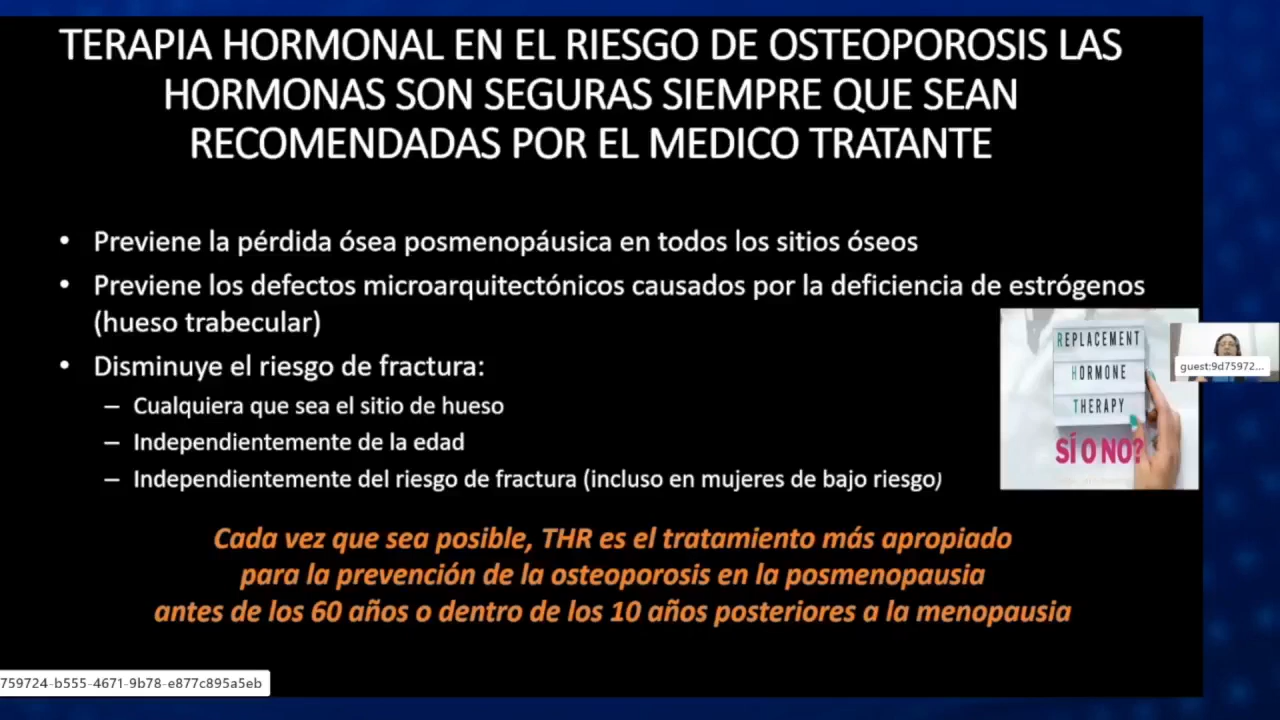 TERAPIA HORMONAL EN EL RIESGO DE OSTEOPOROSIS LAS
HORMONAS SON SEGURAS SIEMPRE QUE SEAN
RECOMENDADAS POR EL MEDICO TRATANTE
• Previene la pérdida ósea posmenopáusica en todos los sitios óseos
• Previene los defectos microarquitectónicos causados por la deficiencia de estrógenos
(hueso trabecular)
• Disminuye el riesgo de fractura:
– Cualquiera que sea el sitio de hueso
– Independientemente de la edad
– Independientemente del riesgo de fractura (incluso en mujeres de bajo riesgo)
REPLACEMENT
HORMONE
THERAPY
SÍ O NO?
guest:9d75972...
Cada vez que sea posible, THR es el tratamiento más apropiado
para la prevención de la osteoporosis en la posmenopausia
antes de los 60 años o dentro de los 10 años posteriores a la menopausia
759724-b555-4671-9b78-e877c895a5eb